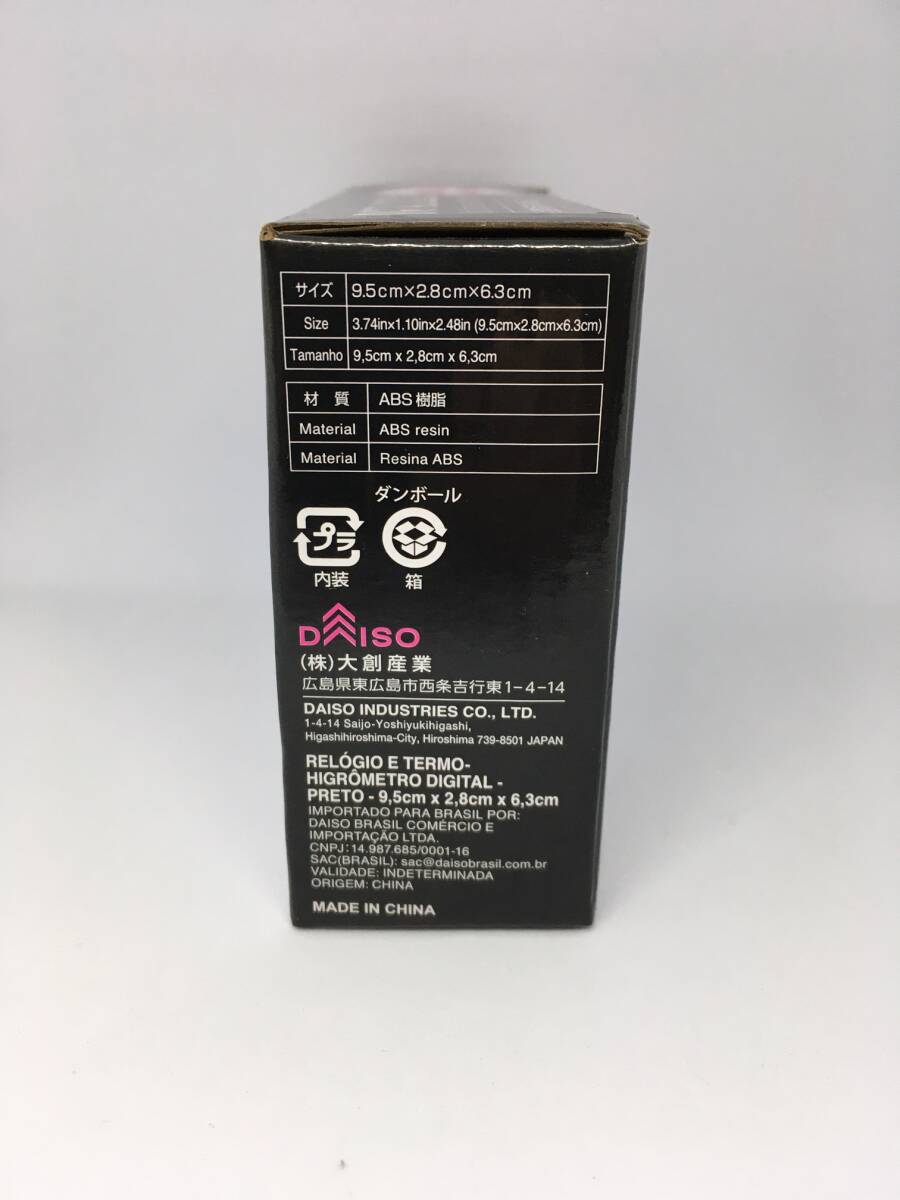 サイズ 9.5cm×2.8cm×6.3cm
Size 3.74in×1.10in×2.48in (9.5cm×2.8cm×6.3cm)
Tamanho 9,5cm x 2,8cm x 6,3cm
材 質 ABS樹脂
Material ABS resin
Material Resina ABS
ダンボール
プラ
内装 箱
DAISO
(株)大創産業
広島県東広島市西条吉行東1-4-14
DAISO INDUSTRIES CO., LTD.
1-4-14 Saijo-Yoshiyukihigashi,
Higashihiroshima-City, Hiroshima 739-8501 JAPAN
RELÓGIO E TERMO-
HIGRÔMETRO DIGITAL -
PRETO - 9,5cm x 2,8cm x 6,3cm
IMPORTADO PARA BRASIL POR:
DAISO BRASIL COMÉRCIO E
IMPORTAÇÃO LTDA.
CNPJ: 14.987.685/0001-16
SAC(BRASIL): sac@daisobrasil.com.br
VALIDADE: INDETERMINADA
ORIGEM: CHINA
MADE IN CHINA